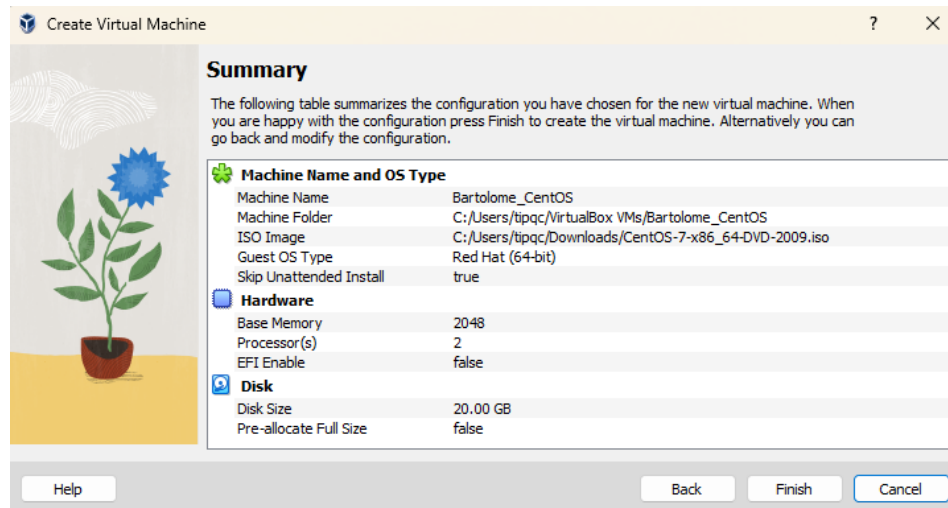 Create Virtual Machine ? ×
Summary
The following table summarizes the configuration you have chosen for the new virtual machine. When
you are happy with the configuration press Finish to create the virtual machine. Alternatively you can
go back and modify the configuration.
Machine Name and OS Type
Machine Name Bartolome_CentOS
Machine Folder C:/Users/tipqc/VirtualBox VMs/Bartolome_CentOS
ISO Image C:/Users/tipqc/Downloads/CentOS-7-x86_64-DVD-2009.iso
Guest OS Type Red Hat (64-bit)
Skip Unattended Install true
Hardware
Base Memory 2048
Processor(s) 2
EFI Enable false
Disk
Disk Size 20.00 GB
Pre-allocate Full Size false
Help Back Finish Cancel